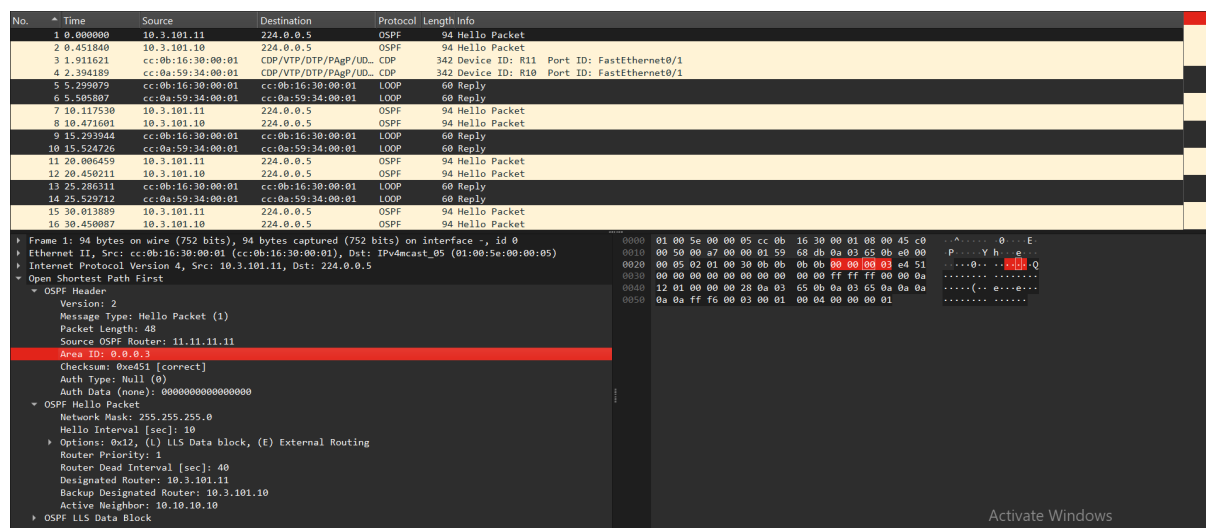 No. Time Source Destination Protocol Length Info
1 0.000000 10.3.101.11 224.0.0.5 OSPF 94 Hello Packet
2 0.451840 10.3.101.10 224.0.0.5 OSPF 94 Hello Packet
3 1.911621 cc:0b:16:30:00:01 CDP/VTP/DTP/PAgP/UD… CDP 342 Device ID: R11 Port ID: FastEthernet0/1
4 2.394189 cc:0a:59:34:00:01 CDP/VTP/DTP/PAgP/UD… CDP 342 Device ID: R10 Port ID: FastEthernet0/1
5 5.299079 cc:0b:16:30:00:01 cc:0b:16:30:00:01 LOOP 60 Reply
6 5.505807 cc:0a:59:34:00:01 cc:0a:59:34:00:01 LOOP 60 Reply
7 10.117530 10.3.101.11 224.0.0.5 OSPF 94 Hello Packet
8 10.471601 10.3.101.10 224.0.0.5 OSPF 94 Hello Packet
9 15.293944 cc:0b:16:30:00:01 cc:0b:16:30:00:01 LOOP 60 Reply
10 15.524726 cc:0a:59:34:00:01 cc:0a:59:34:00:01 LOOP 60 Reply
11 20.006459 10.3.101.11 224.0.0.5 OSPF 94 Hello Packet
12 20.450211 10.3.101.10 224.0.0.5 OSPF 94 Hello Packet
13 25.286311 cc:0b:16:30:00:01 cc:0b:16:30:00:01 LOOP 60 Reply
14 25.529712 cc:0a:59:34:00:01 cc:0a:59:34:00:01 LOOP 60 Reply
15 30.013889 10.3.101.11 224.0.0.5 OSPF 94 Hello Packet
16 30.450087 10.3.101.10 224.0.0.5 OSPF 94 Hello Packet
Frame 1: 94 bytes on wire (752 bits), 94 bytes captured (752 bits) on interface -, id 0
Ethernet II, Src: cc:0b:16:30:00:01 (cc:0b:16:30:00:01), Dst: IPv4mcast_05 (01:00:5e:00:00:05)
Internet Protocol Version 4, Src: 10.3.101.11, Dst: 224.0.0.5
Open Shortest Path First
OSPF Header
Version: 2
Message Type: Hello Packet (1)
Packet Length: 48
Source OSPF Router: 11.11.11.11
Area ID: 0.0.0.3
Checksum: 0xe451 [correct]
Auth Type: Null (0)
Auth Data (none): 0000000000000000
OSPF Hello Packet
Network Mask: 255.255.255.0
Hello Interval [sec]: 10
Options: 0x12, (L) LLS Data block, (E) External Routing
Router Priority: 1
Router Dead Interval [sec]: 40
Designated Router: 10.3.101.11
Backup Designated Router: 10.3.101.10
Active Neighbor: 10.10.10.10
OSPF LLS Data Block
0000 01 00 5e 00 00 05 cc 0b 16 30 00 01 08 00 45 c0 ··^····· ·0····E·
0010 00 50 00 a7 00 00 01 59 68 db 0a 03 65 0b e0 00 ·P·····Y h···e···
0020 00 05 02 01 00 30 0b 0b 0b 0b 00 00 00 03 e4 51 ·····0·· ·······Q
0030 00 00 00 00 00 00 00 00 00 00 ff ff ff 00 00 0a ········ ········
0040 12 01 00 00 00 28 0a 03 65 0b 0a 03 65 0a 0a 0a ·····(·· e···e···
0050 0a 0a ff f6 00 03 00 01 00 04 00 00 00 01 ········ ······
Activate Windows